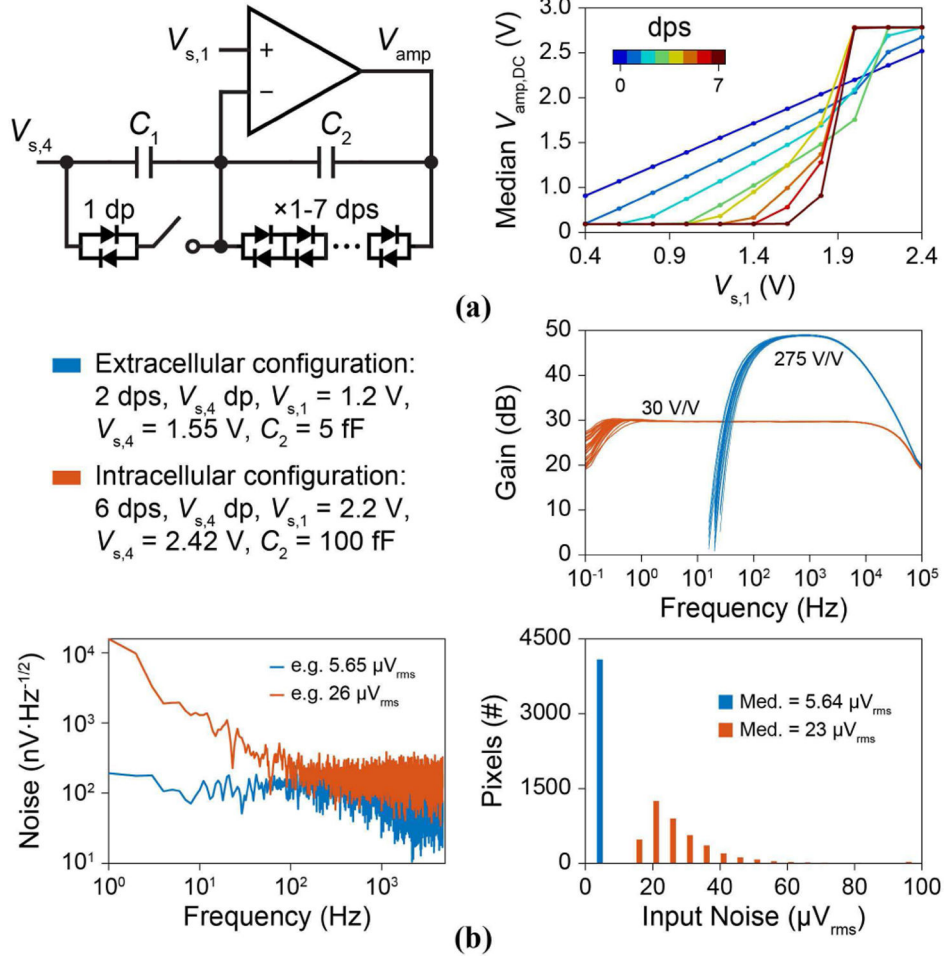 V_s,1
V_amp
C_1
C_2
V_s,4
1 dp
×1-7 dps
+
−
dps
0
7
Median V_amp,DC (V)
3.0
2.0
1.0
0.0
0.4
0.9
1.4
1.9
2.4
V_s,1 (V)
(a)
Extracellular configuration:
2 dps, V_s,4 dp, V_s,1 = 1.2 V,
V_s,4 = 1.55 V, C_2 = 5 fF
Intracellular configuration:
6 dps, V_s,4 dp, V_s,1 = 2.2 V,
V_s,4 = 2.42 V, C_2 = 100 fF
Gain (dB)
50
40
30
20
10
0
275 V/V
30 V/V
10^-1
10^0
10^1
10^2
10^3
10^4
10^5
Frequency (Hz)
Noise (nV·Hz^-1/2)
10^4
10^3
10^2
10^1
e.g. 5.65 µV_rms
e.g. 26 µV_rms
10^0
10^1
10^2
10^3
Frequency (Hz)
Pixels (#)
4500
3000
1500
0
Med. = 5.64 µV_rms
Med. = 23 µV_rms
0
20
40
60
80
100
Input Noise (µV_rms)
(b)